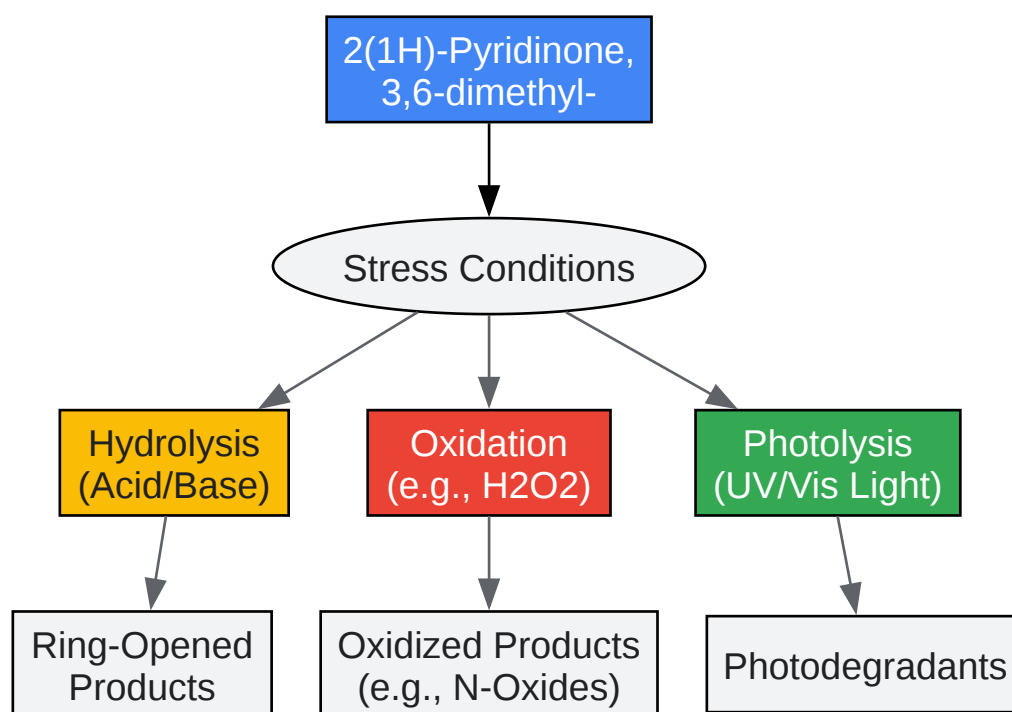 2(1H)-Pyridinone,
3,6-dimethyl-
Stress Conditions
Hydrolysis
(Acid/Base)
Oxidation
(e.g., H2O2)
Photolysis
(UV/Vis Light)
Ring-Opened
Products
Oxidized Products
(e.g., N-Oxides)
Photodegradants